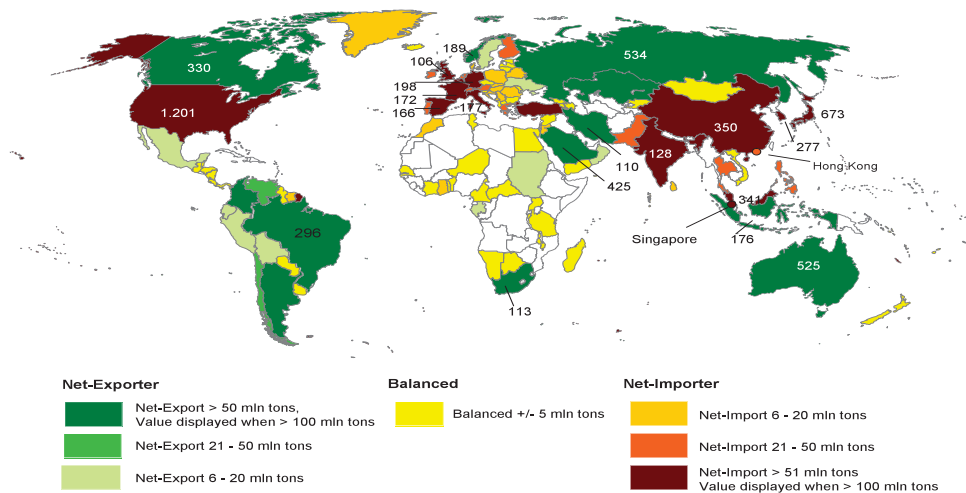 189
534
106
330
198
172
177
166
1.201
350
673
128
277
110
Hong-Kong
425
296
341
Singapore
176
525
113
Net-Exporter
Net-Export > 50 mln tons,
Value displayed when > 100 mln tons
Net-Export 21 - 50 mln tons
Net-Export 6 - 20 mln tons
Balanced
Balanced +/- 5 mln tons
Net-Importer
Net-Import 6 - 20 mln tons
Net-Import 21 - 50 mln tons
Net-Import > 51 mln tons
Value displayed when > 100 mln tons